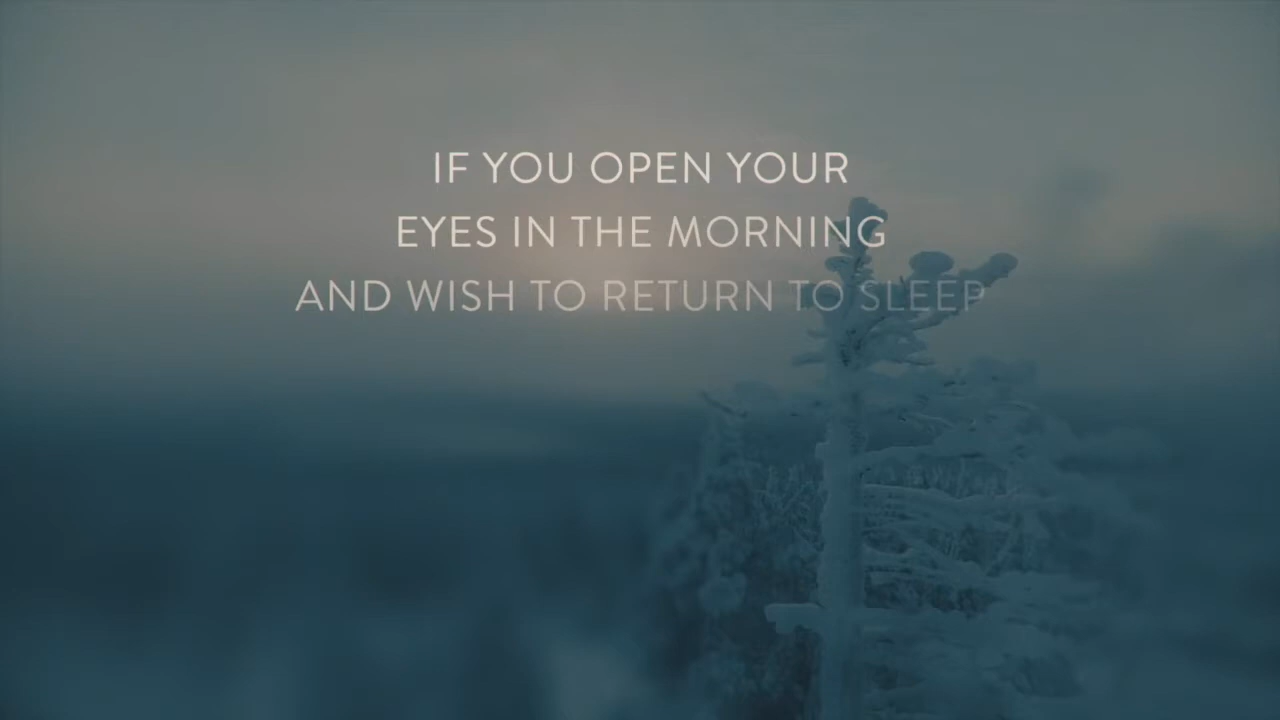 IF YOU OPEN YOUR
EYES IN THE MORNING
AND WISH TO RETURN TO SLEEP